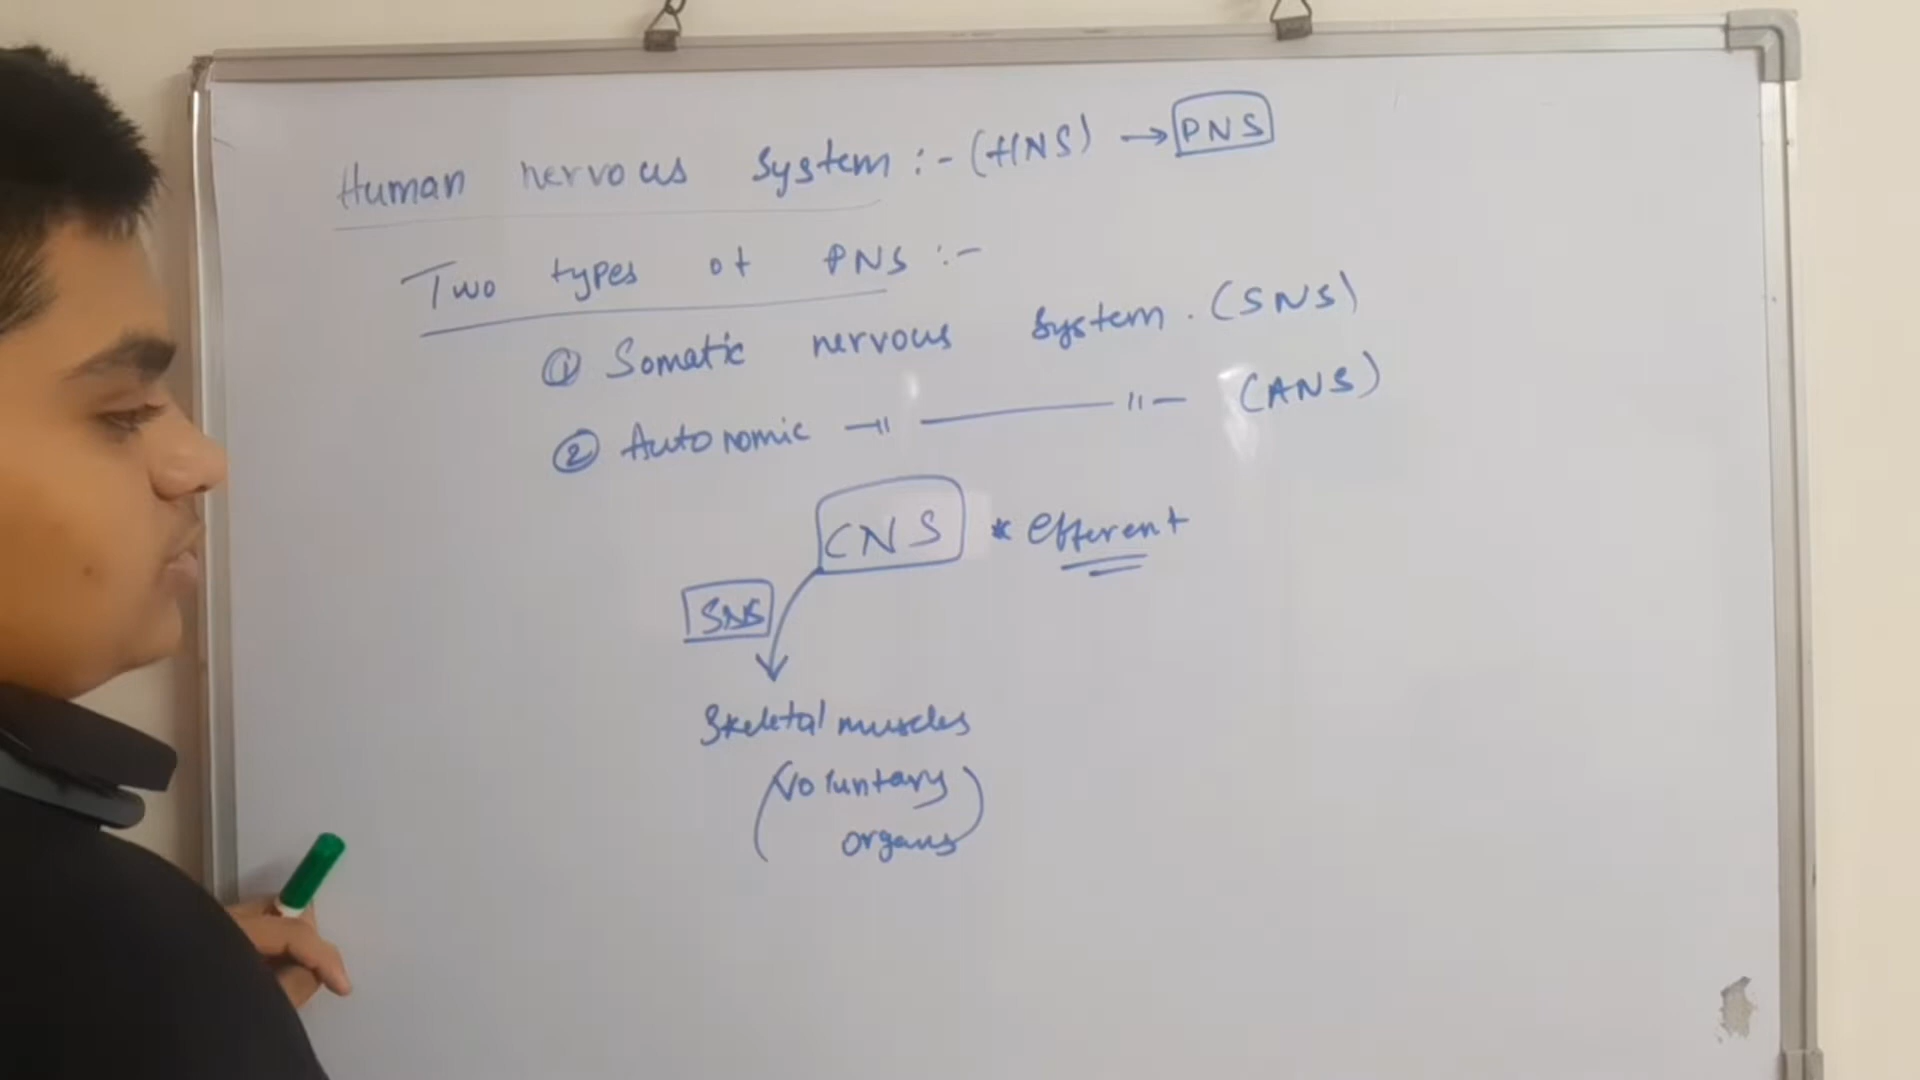 Human nervous system :- (HNS) → PNS
Two types of PNS :-
① Somatic nervous system. (SNS)
② Autonomic —〃 ——— 〃— (ANS)
CNS * Efferent
SNS
Skeletal muscles
(Voluntary
organs)